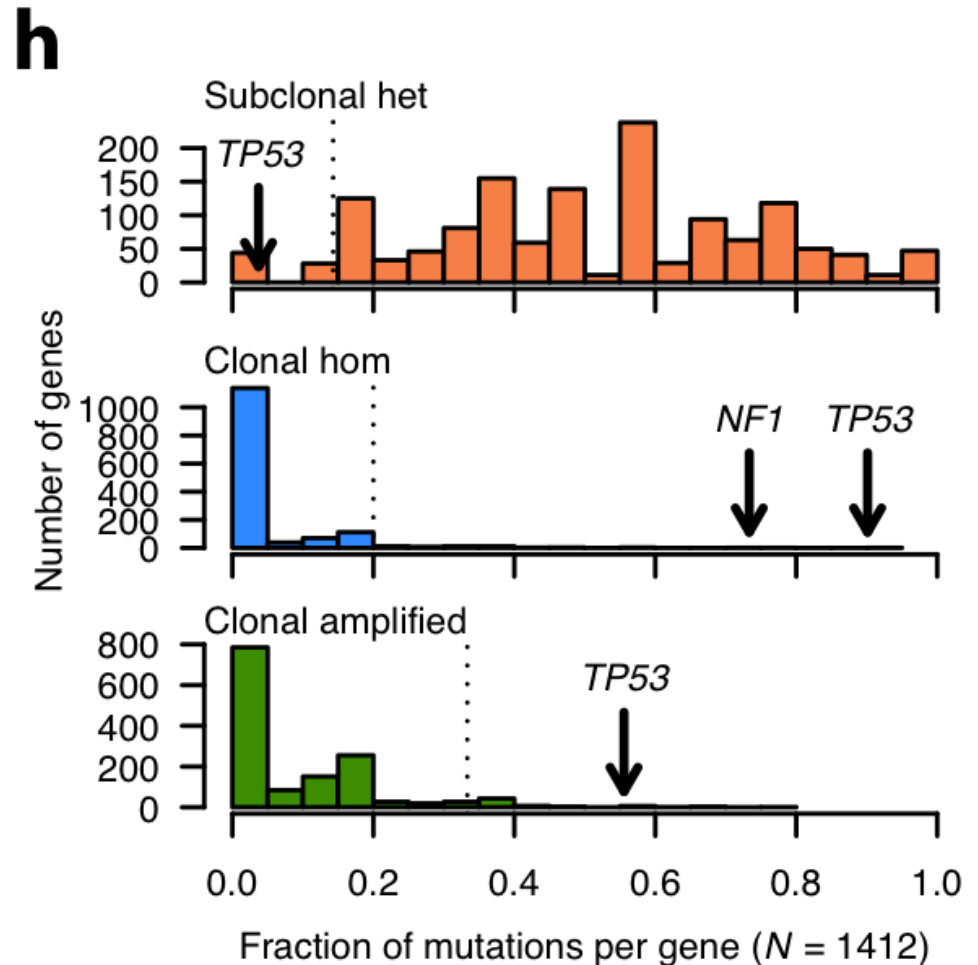 h
Subclonal het
TP53
200
150
100
50
0
Clonal hom
NF1 TP53
1000
800
600
400
200
0
Number of genes
Clonal amplified
TP53
800
600
400
200
0
0.0 0.2 0.4 0.6 0.8 1.0
Fraction of mutations per gene (N = 1412)